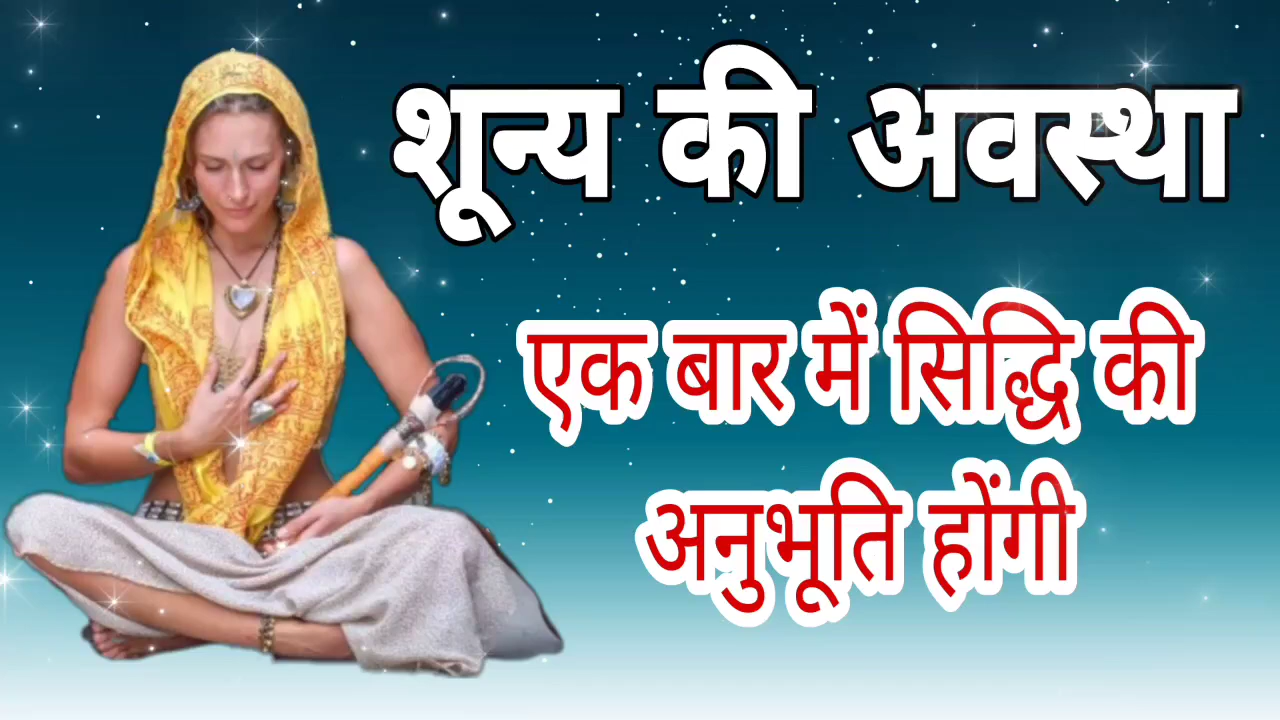 शून्य की अवस्था
एक बार में सिद्धि की
अनुभूति होंगी